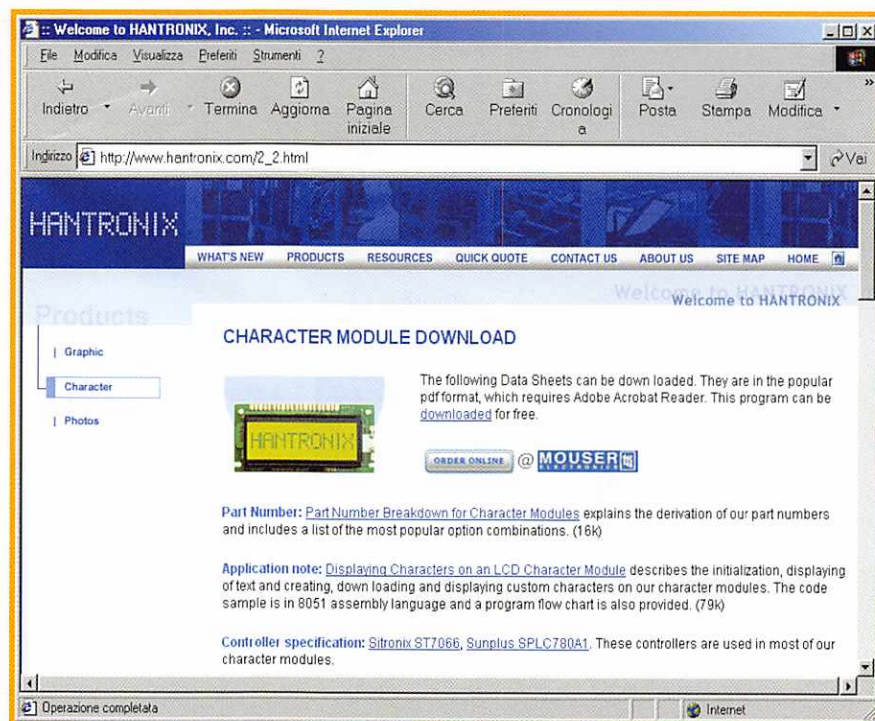 :: Welcome to HANTRONIX, Inc. :: - Microsoft Internet Explorer
File Modifica Visualizza Preferiti Strumenti ?
Indietro Avanti Termina Aggiorna Pagina iniziale Cerca Preferiti Cronologia Posta Stampa Modifica »
Indirizzo http://www.hantronix.com/2_2.html Vai
HANTRONIX
WHAT'S NEW PRODUCTS RESOURCES QUICK QUOTE CONTACT US ABOUT US SITE MAP HOME
Welcome to HANTRONIX
Welcome to HANTRONIX
Products
| Graphic
Character
| Photos
CHARACTER MODULE DOWNLOAD
HANTRONIX
The following Data Sheets can be down loaded. They are in the popular
pdf format, which requires Adobe Acrobat Reader. This program can be
downloaded for free.
ORDER ONLINE @ MOUSER ELECTRONICS
Part Number: Part Number Breakdown for Character Modules explains the derivation of our part numbers
and includes a list of the most popular option combinations. (16k)
Application note: Displaying Characters on an LCD Character Module describes the initialization, displaying
of text and creating, down loading and displaying custom characters on our character modules. The code
sample is in 8051 assembly language and a program flow chart is also provided. (79k)
Controller specification: Sitronix ST7066, Sunplus SPLC780A1. These controllers are used in most of our
character modules.
Operazione completata Internet